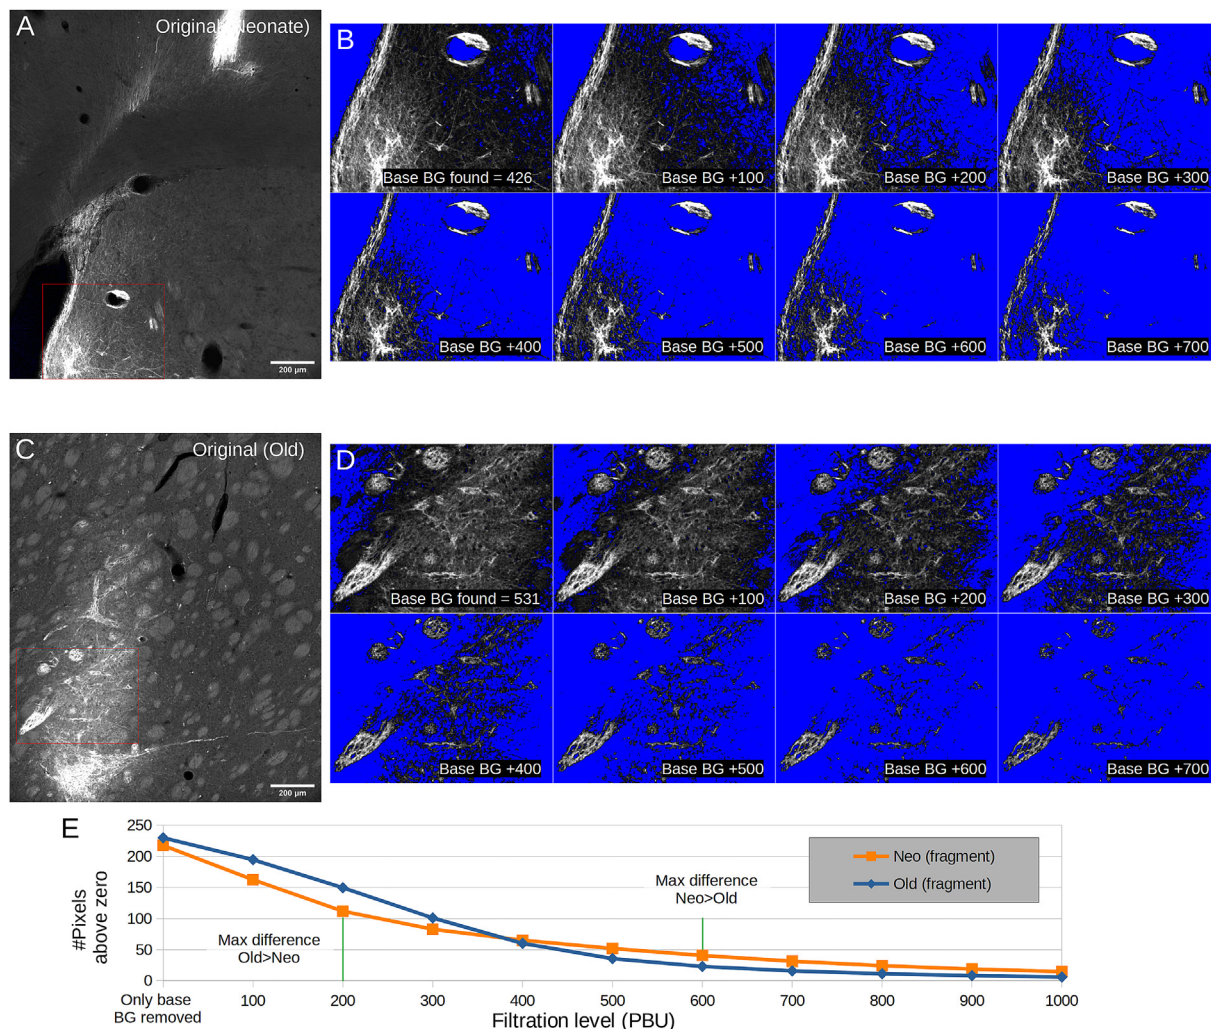 A
Original (Neonate)
200 µm
B
Base BG found = 426
Base BG +100
Base BG +200
Base BG +300
Base BG +400
Base BG +500
Base BG +600
Base BG +700
C
Original (Old)
200 µm
D
Base BG found = 531
Base BG +100
Base BG +200
Base BG +300
Base BG +400
Base BG +500
Base BG +600
Base BG +700
E
#Pixels
above zero
250
200
150
100
50
0
Max difference
Old>Neo
Max difference
Neo>Old
Neo (fragment)
Old (fragment)
Only base
BG removed
100
200
300
400
500
600
700
800
900
1000
Filtration level (PBU)